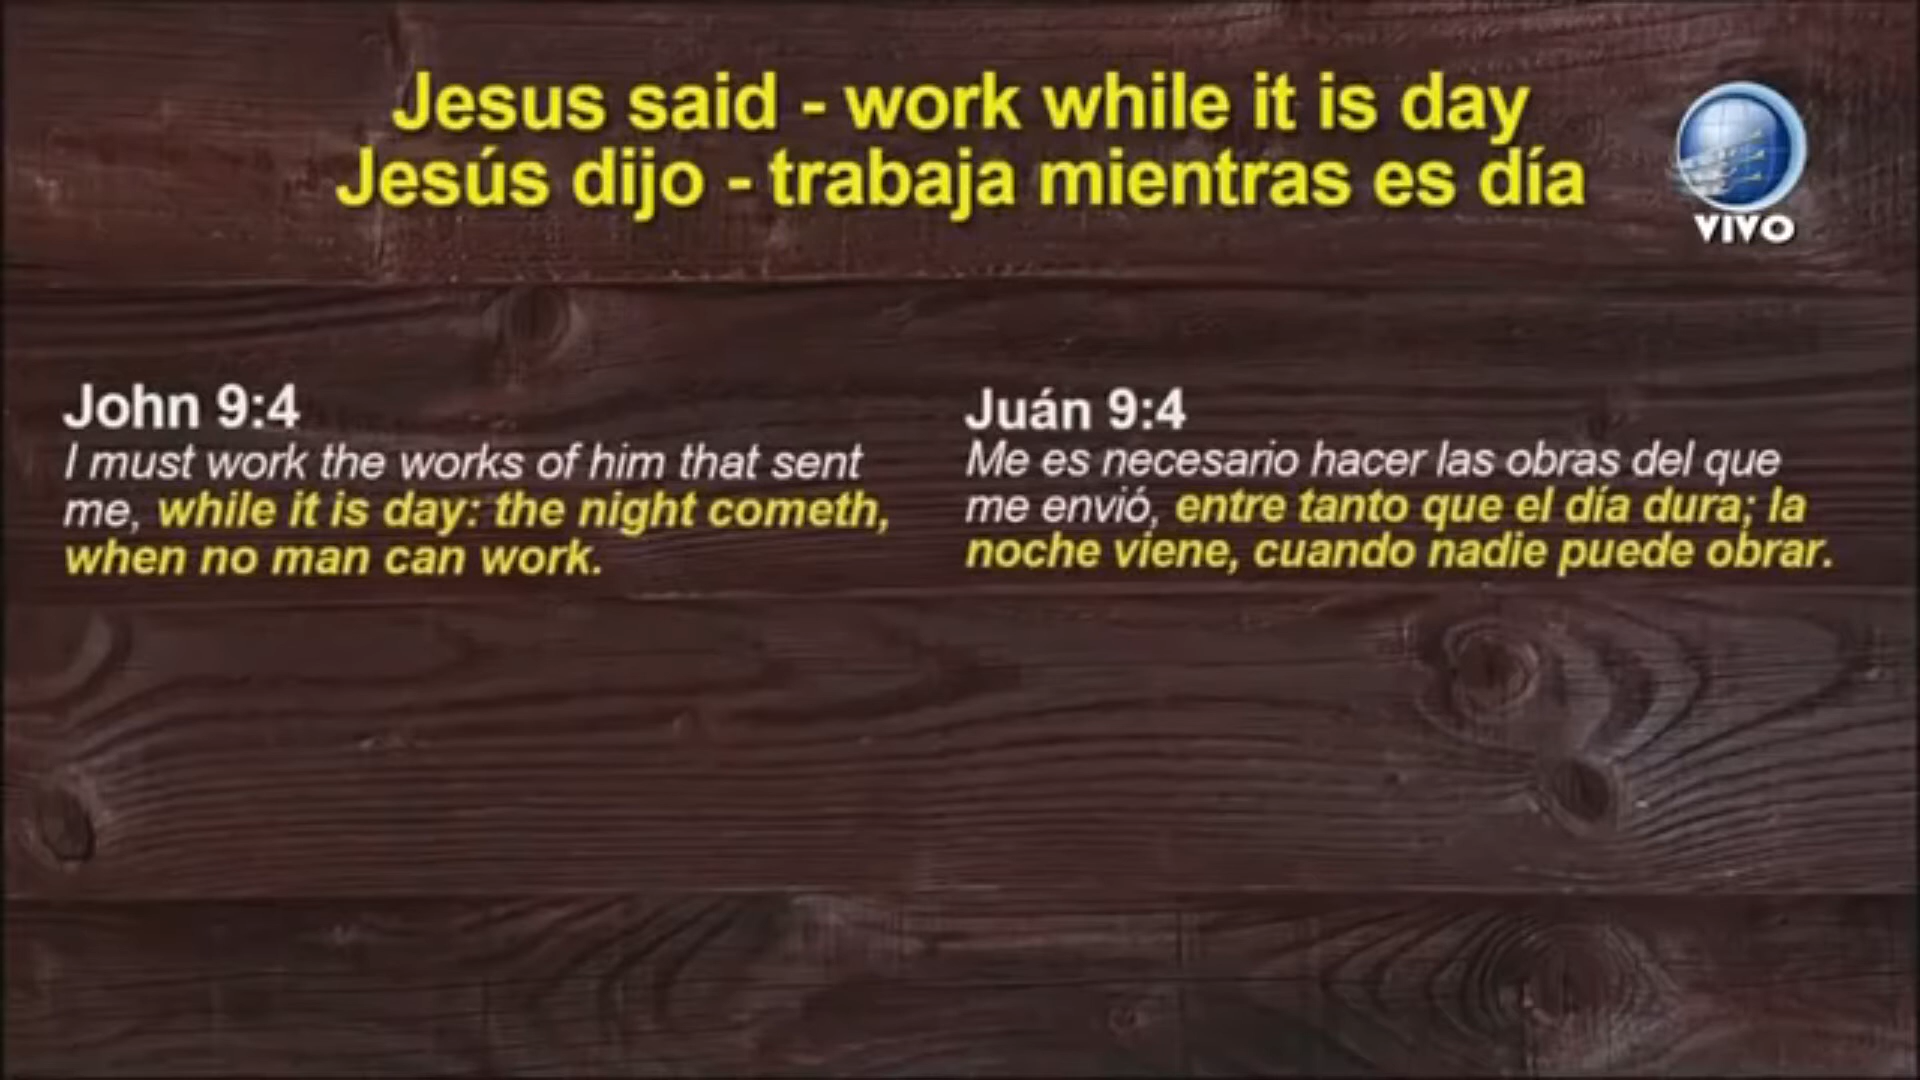 Jesus said - work while it is day
Jesús dijo - trabaja mientras es día
VIVO
John 9:4
I must work the works of him that sent
me, while it is day: the night cometh,
when no man can work.
Juán 9:4
Me es necesario hacer las obras del que
me envió, entre tanto que el día dura; la
noche viene, cuando nadie puede obrar.